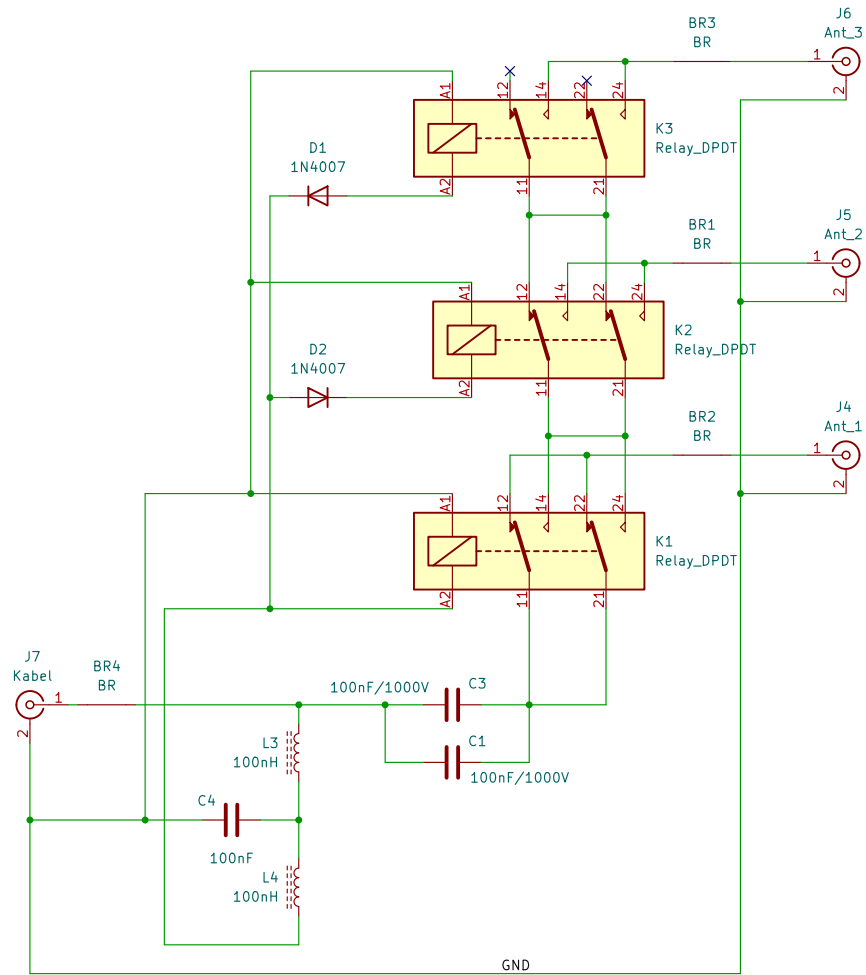 J6
Ant_3
BR3
BR
1
2
A1
12
14
22
24
K3
Relay_DPDT
D1
1N4007
A2
11
21
J5
Ant_2
BR1
BR
1
2
A1
12
14
22
24
K2
Relay_DPDT
D2
1N4007
A2
11
21
J4
Ant_1
BR2
BR
1
2
A1
12
14
22
24
K1
Relay_DPDT
A2
11
21
J7
Kabel
BR4
BR
1
2
100nF/1000V
C3
C1
100nF/1000V
L3
100nH
C4
100nF
L4
100nH
GND